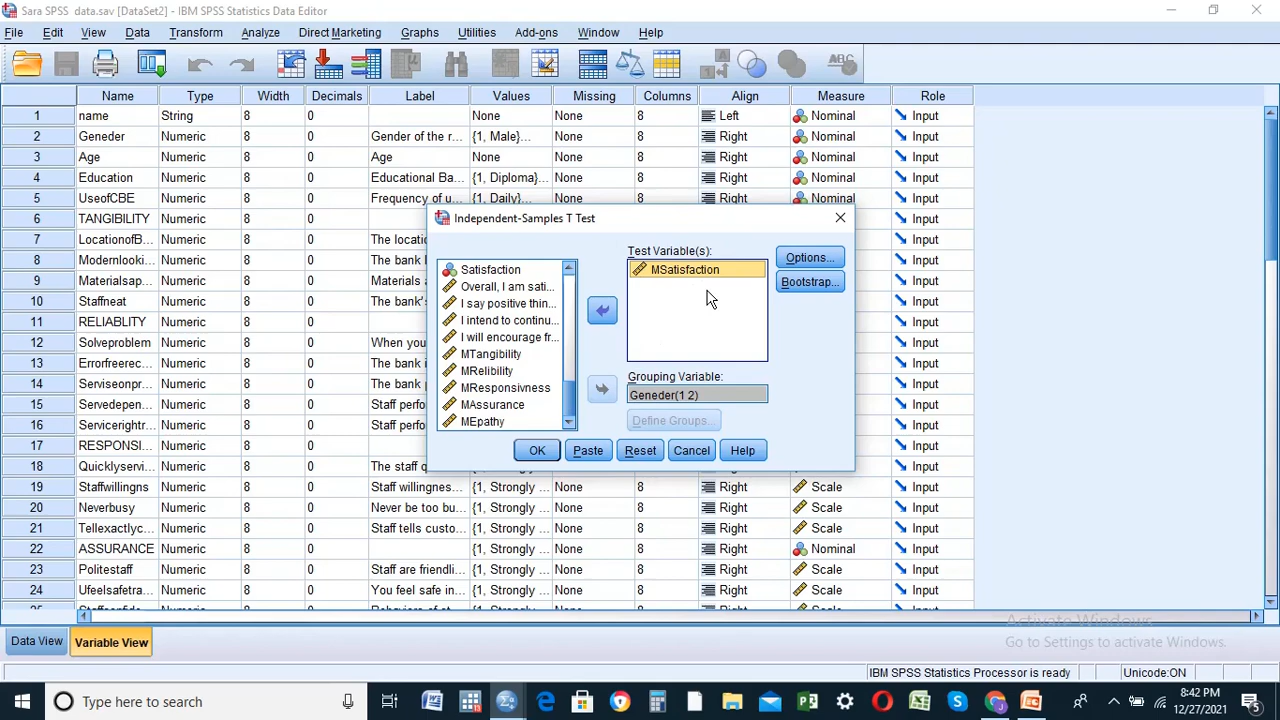 Sara SPSS  data.sav [DataSet2] - IBM SPSS Statistics Data Editor
File Edit View Data Transform Analyze Direct Marketing Graphs Utilities Add-ons Window Help
Name Type Width Decimals Label Values Missing Columns Align Measure Role
1 name String 8 0 None None 8 Left Nominal Input
2 Geneder Numeric 8 0 Gender of the r... {1, Male}... None 8 Right Nominal Input
3 Age Numeric 8 0 Age None None 8 Right Nominal Input
4 Education Numeric 8 0 Educational Ba... {1, Diploma}... None 8 Right Nominal Input
5 UseofCBE Numeric 8 0 Frequency of u... {1, Daily}... None 8 Right Nominal Input
6 TANGIBILITY Numeric 8 0 Input
7 LocationofB... Numeric 8 0 The locati Input
8 Modernlooki... Numeric 8 0 The bank Input
9 Materialsap... Numeric 8 0 Materials a Input
10 Staffneat Numeric 8 0 The bank's Input
11 RELIABLITY Numeric 8 0 Input
12 Solveproblem Numeric 8 0 When you Input
13 Errorfreerec... Numeric 8 0 The bank i Input
14 Serviseonpr... Numeric 8 0 Staff perfo Input
15 Servedepen... Numeric 8 0 The bank Input
16 Servicerightr... Numeric 8 0 Staff perfor Input
17 RESPONSI... Numeric 8 0 Input
18 Quicklyservi... Numeric 8 0 The staff q Input
19 Staffwillingns Numeric 8 0 Staff willingnes... {1, Strongly ... None 8 Right Scale Input
20 Neverbusy Numeric 8 0 Never be too bu... {1, Strongly ... None 8 Right Scale Input
21 Tellexactlyc... Numeric 8 0 Staff tells custo... {1, Strongly ... None 8 Right Scale Input
22 ASSURANCE Numeric 8 0 {1, Strongly ... None 8 Right Nominal Input
23 Politestaff Numeric 8 0 Staff are friendli... {1, Strongly ... None 8 Right Scale Input
24 Ufeelsafetra... Numeric 8 0 You feel safe in... {1, Strongly ... None 8 Right Scale Input
Independent-Samples T Test
Satisfaction
Overall, I am sati...
I say positive thin...
I intend to continu...
I will encourage fr...
MTangibility
MRelibility
MResponsivness
MAssurance
MEpathy
Test Variable(s):
MSatisfaction
Options...
Bootstrap...
Grouping Variable:
Geneder(1 2)
Define Groups...
OK Paste Reset Cancel Help
Activate Windows
Go to Settings to activate Windows.
Data View Variable View
IBM SPSS Statistics Processor is ready Unicode:ON
Type here to search
8:42 PM
12/27/2021
5